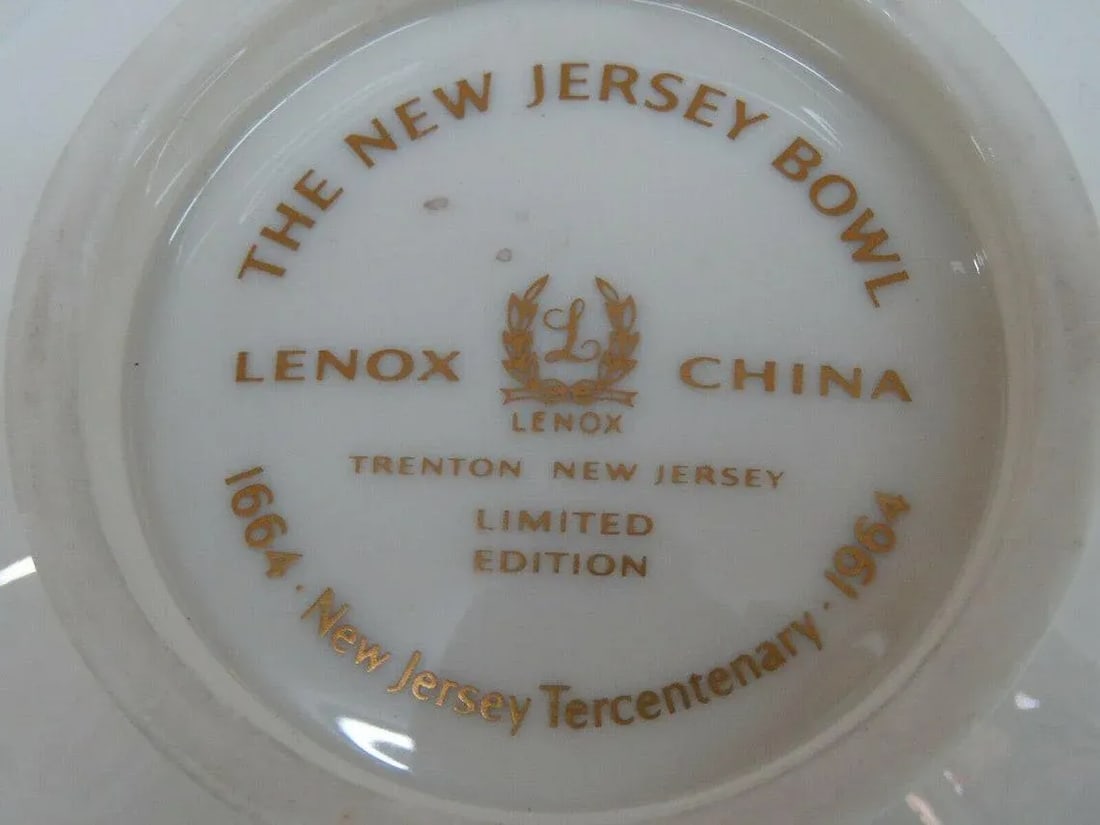 THE NEW JERSEY BOWL
L
LENOX CHINA
LENOX
TRENTON NEW JERSEY
LIMITED
EDITION
1664 · New Jersey Tercentenary · 1964